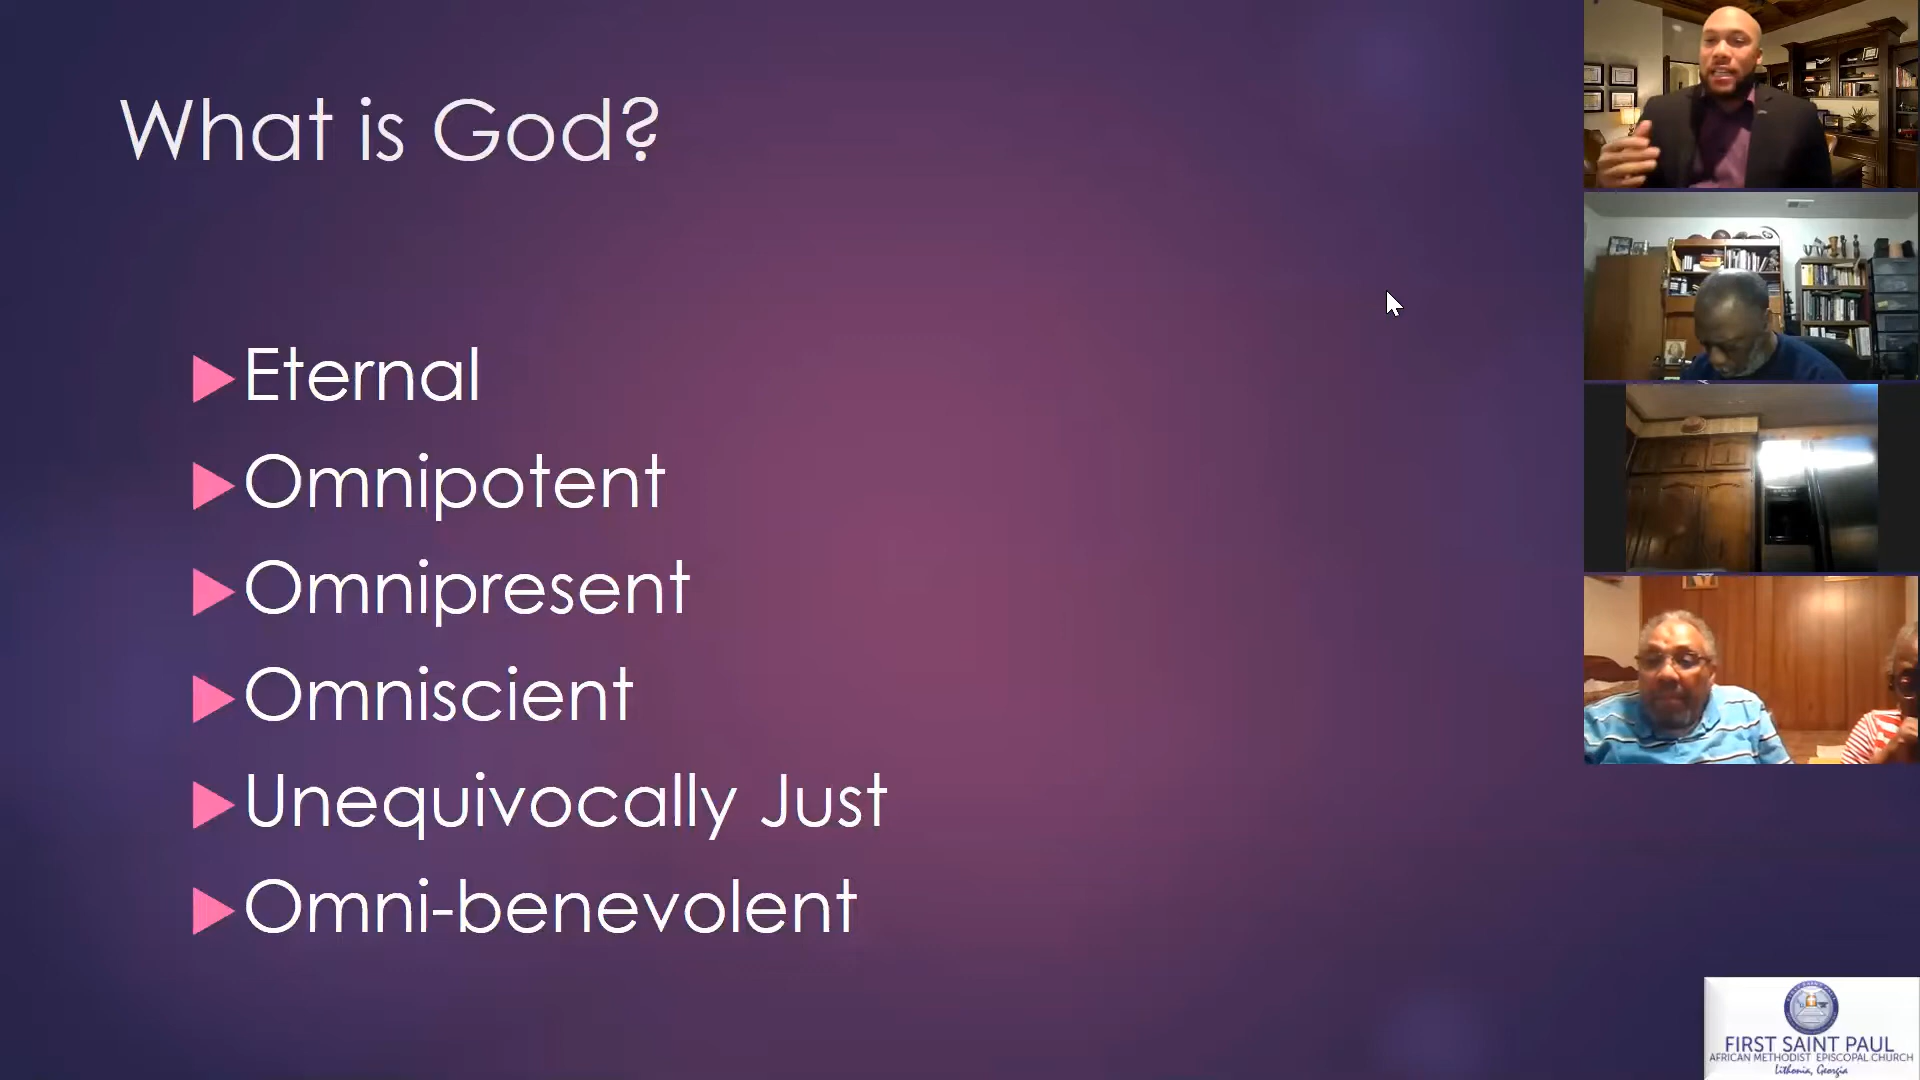 What is God?
Eternal
Omnipotent
Omnipresent
Omniscient
Unequivocally Just
Omni-benevolent
FIRST SAINT PAUL
AFRICAN METHODIST EPISCOPAL CHURCH
Lithonia, Georgia